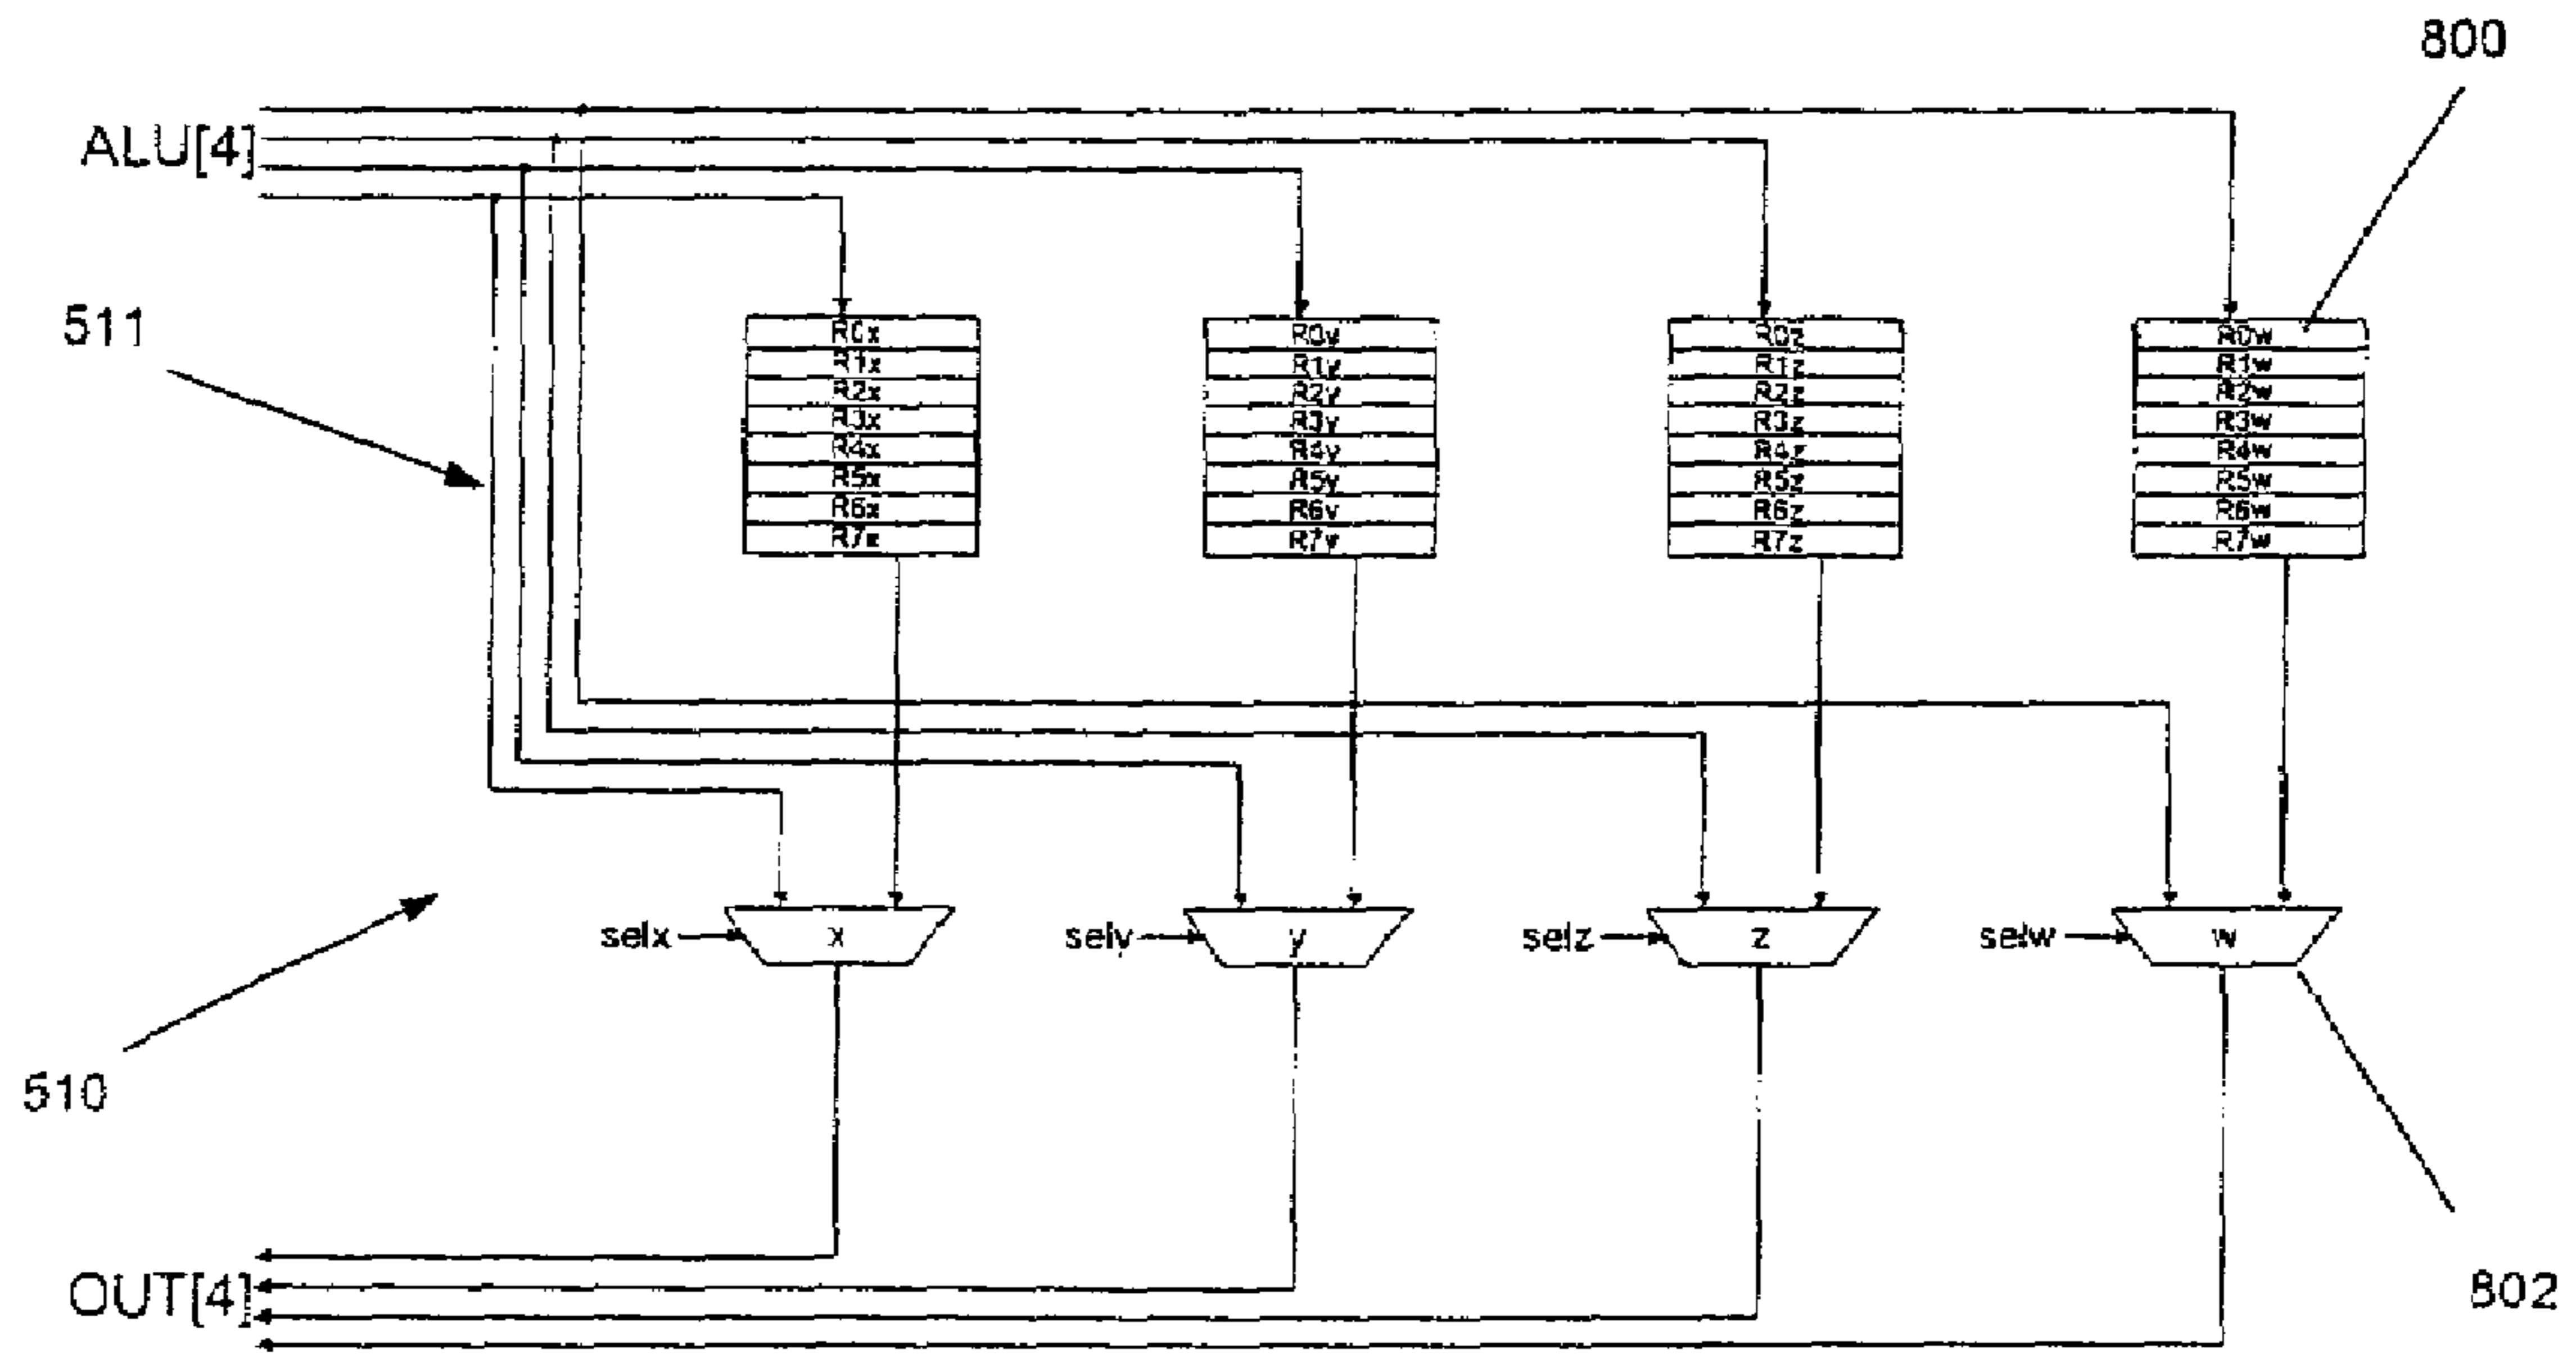 800
ALU[4]
511
R0x
R1x
R2x
R3x
R4x
R5x
R6x
R7x
R0y
R1y
R2y
R3y
R4y
R5y
R6y
R7y
R0z
R1z
R2z
R3z
R4z
R5z
R6z
R7z
R0w
R1w
R2w
R3w
R4w
R5w
R6w
R7w
selx
x
sely
y
selz
z
selw
w
510
OUT[4]
802